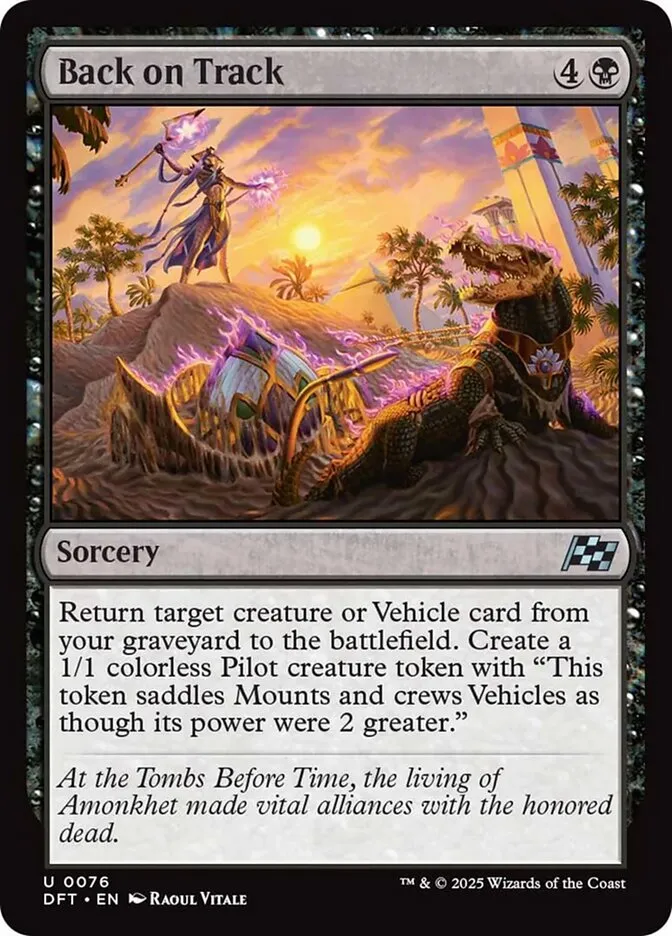 Back on Track 4
Sorcery
Return target creature or Vehicle card from
your graveyard to the battlefield. Create a
1/1 colorless Pilot creature token with “This
token saddles Mounts and crews Vehicles as
though its power were 2 greater.”
At the Tombs Before Time, the living of
Amonkhet made vital alliances with the honored
dead.
U 0076
DFT • EN Raoul Vitale
™ & © 2025 Wizards of the Coast